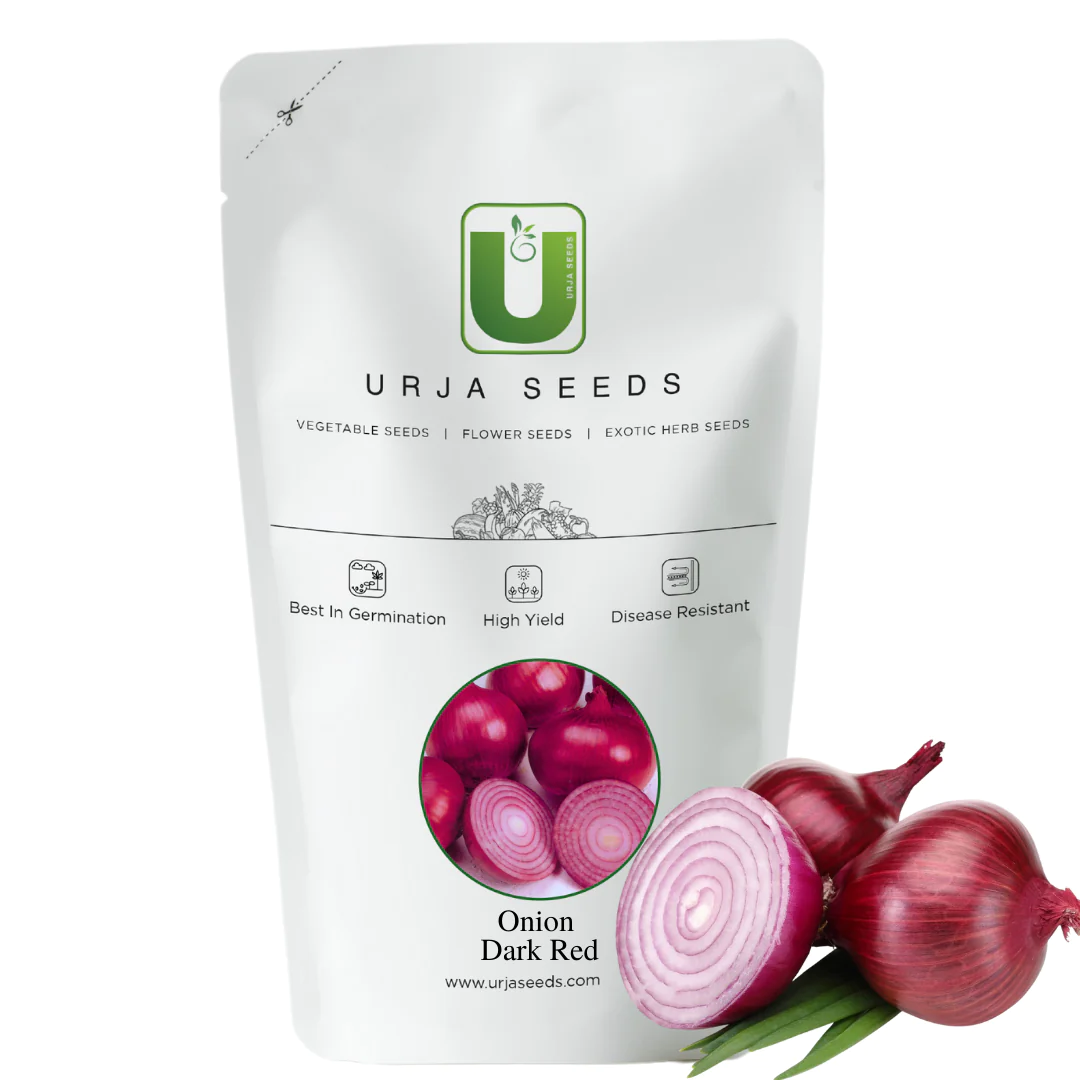 U
URJA SEEDS
URJA SEEDS
VEGETABLE SEEDS | FLOWER SEEDS | EXOTIC HERB SEEDS
Best In Germination High Yield Disease Resistant
Onion
Dark Red
www.urjaseeds.com